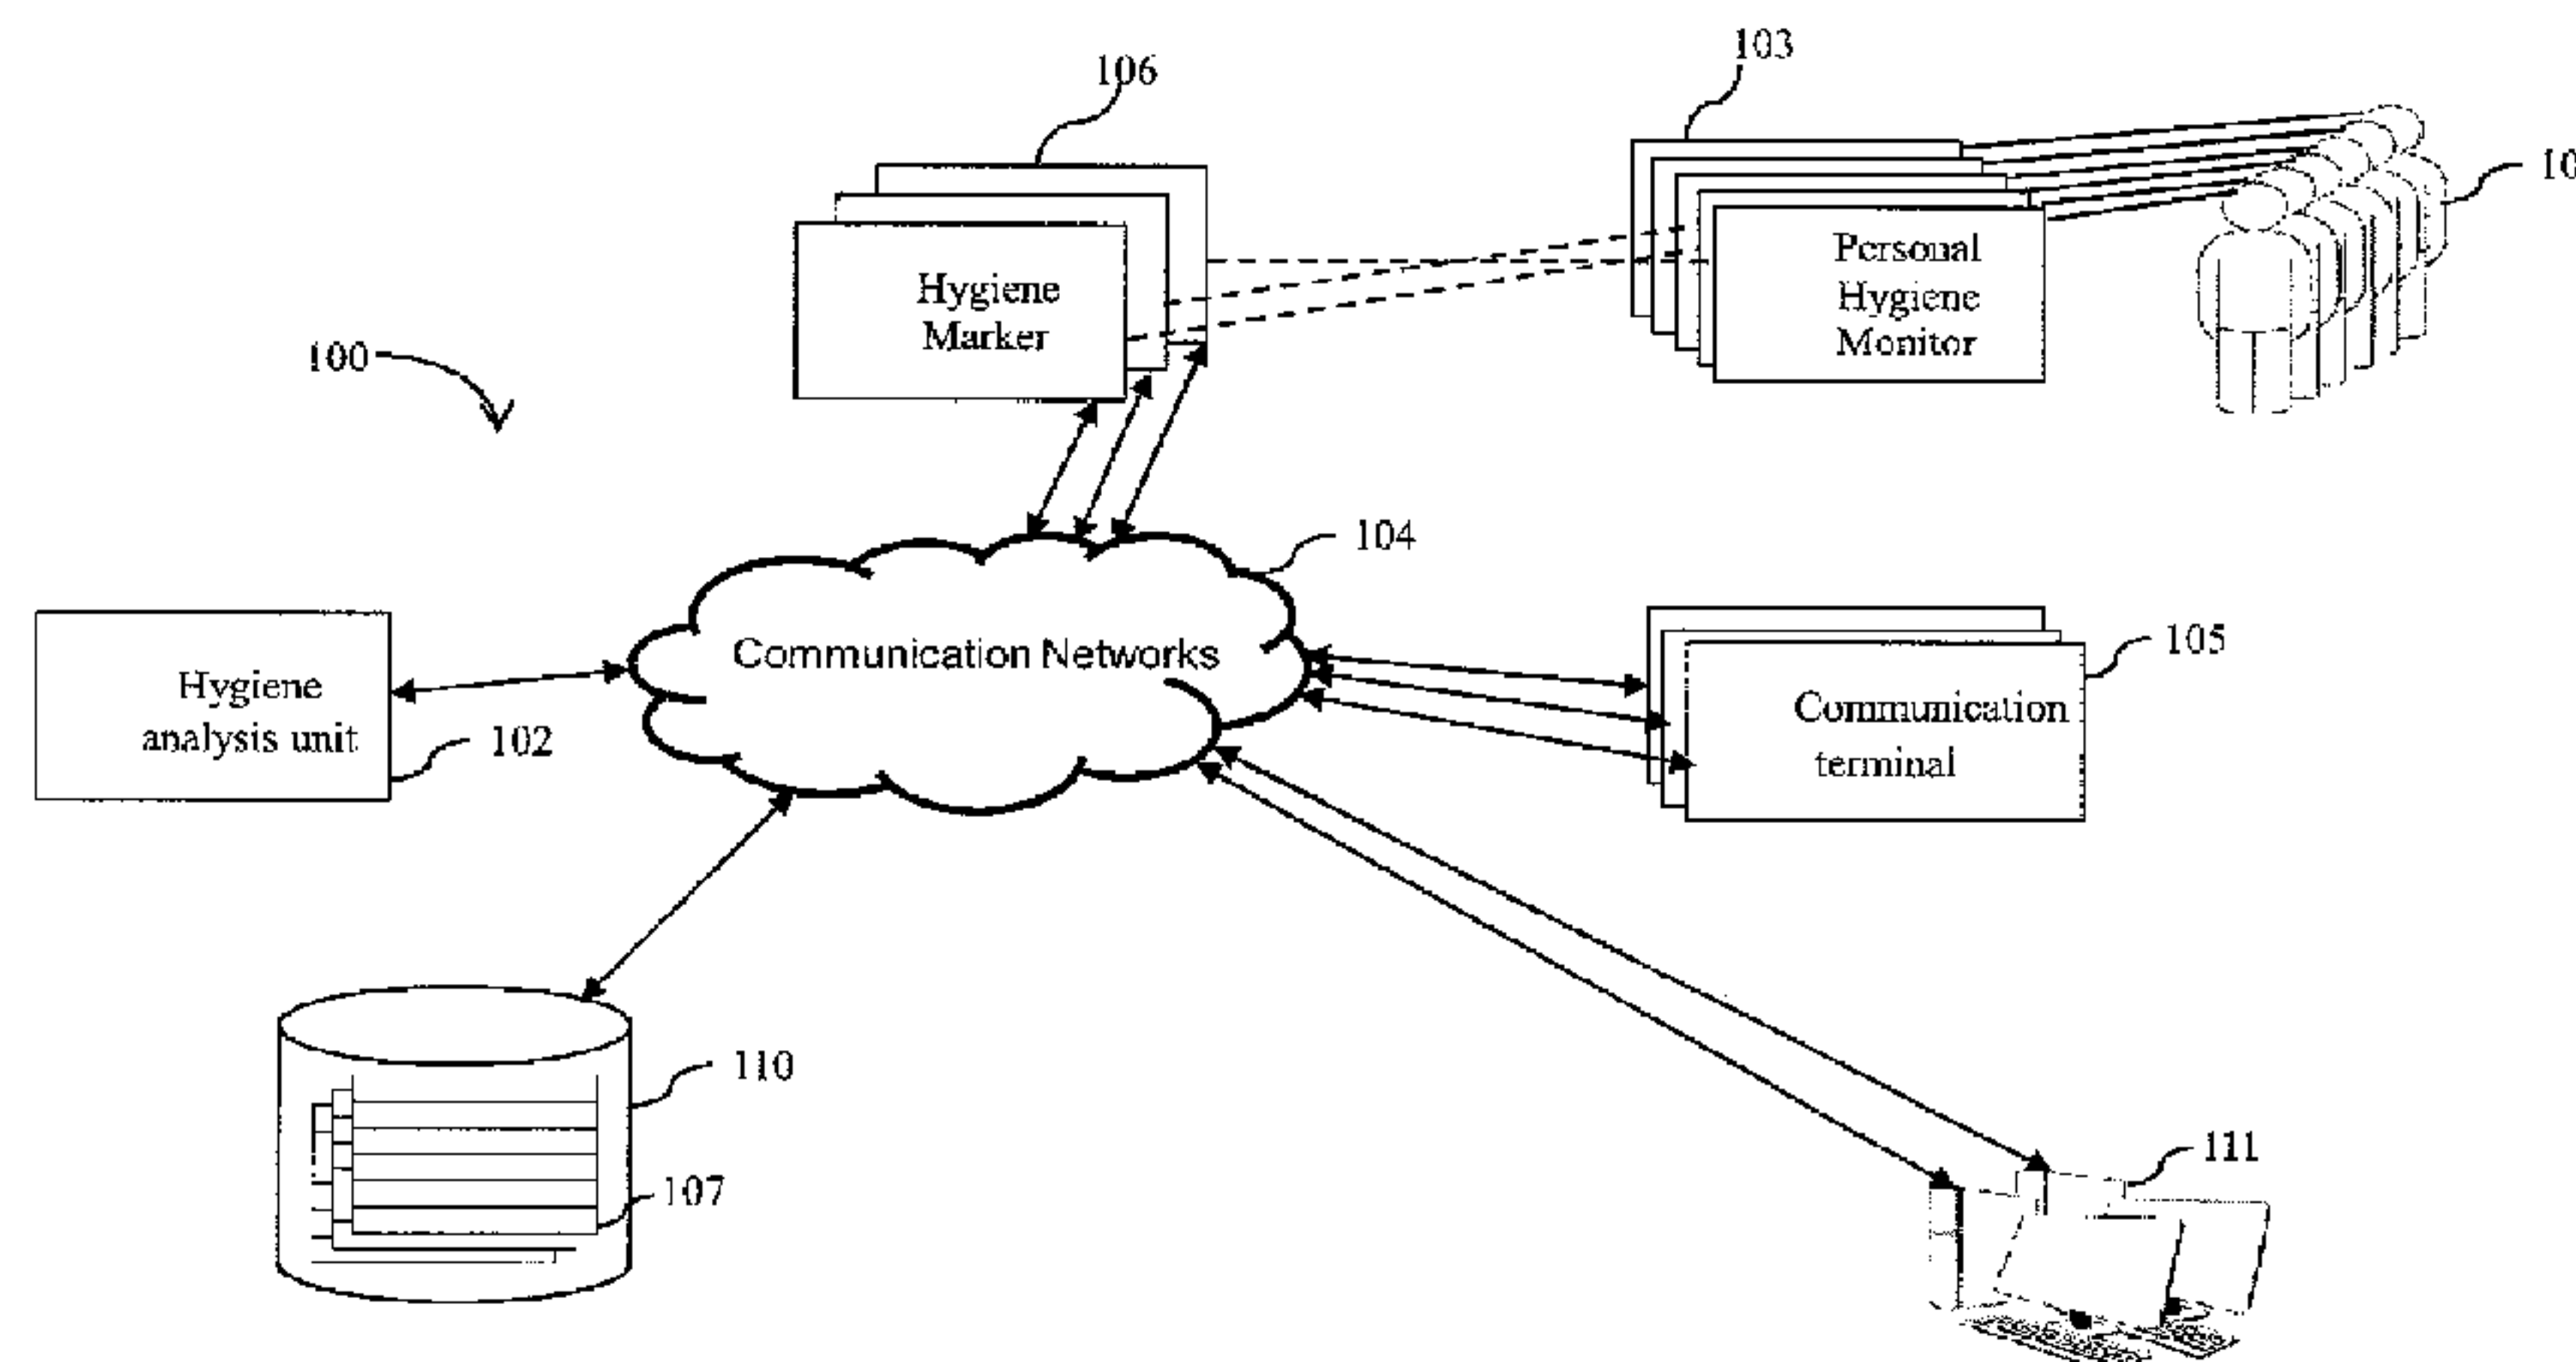 106
103
10
Personal
Hygiene
Monitor
Hygiene
Marker
100
104
Communication Networks
105
Hygiene
analysis unit
102
Communication
terminal
110
107
111